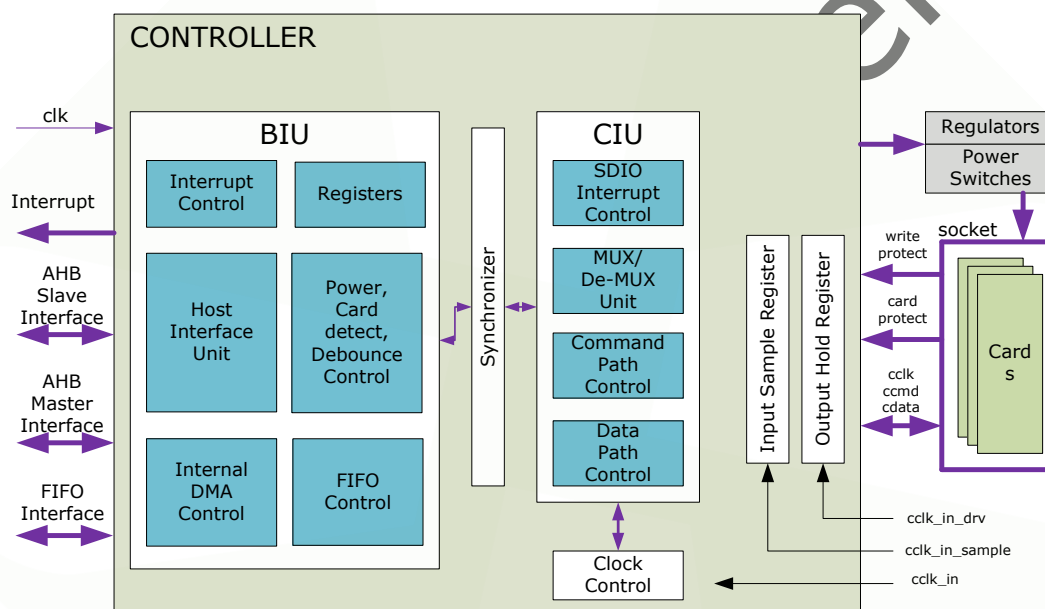 CONTROLLER
clk
Interrupt
AHB
Slave
Interface
AHB
Master
Interface
FIFO
Interface
BIU
Interrupt
Control
Registers
Host
Interface
Unit
Power,
Card
detect,
Debounce
Control
Internal
DMA
Control
FIFO
Control
Synchronizer
CIU
SDIO
Interrupt
Control
MUX/
De-MUX
Unit
Command
Path
Control
Data
Path
Control
Clock
Control
Input Sample Register
Output Hold Register
Regulators
Power
Switches
socket
write
protect
card
protect
cclk
ccmd
cdata
Card
s
cclk_in_drv
cclk_in_sample
cclk_in